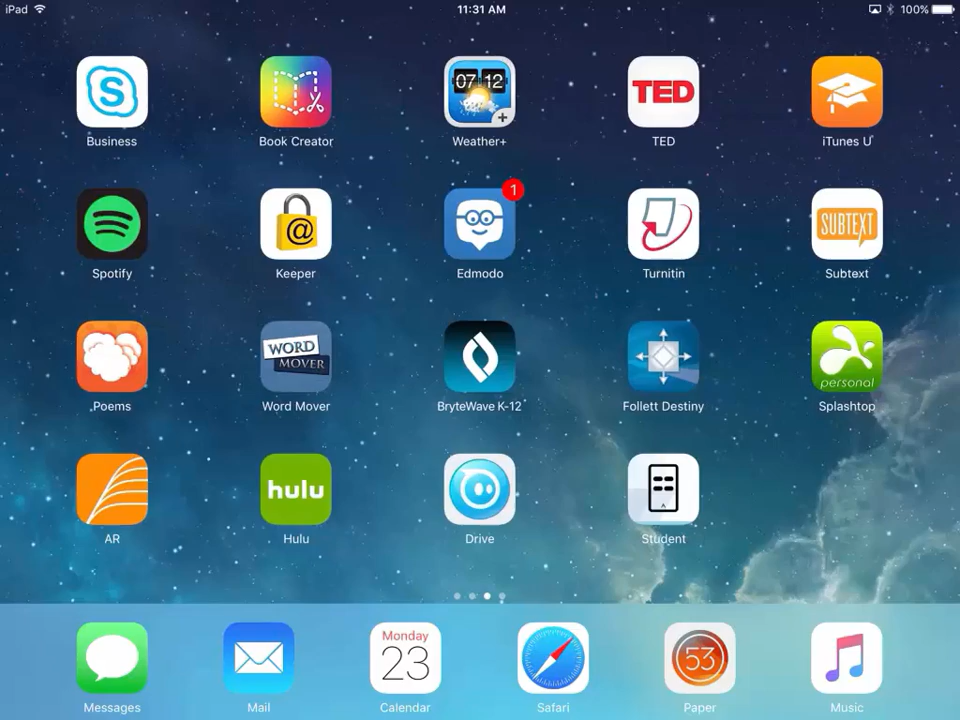 iPad 11:31 AM 100%
07 12 TED
Business Book Creator Weather+ TED iTunes U
1
@ SUBTEXT
Spotify Keeper Edmodo Turnitin Subtext
WORD
MOVER
personal
Poems Word Mover BryteWave K-12 Follett Destiny Splashtop
hulu
AR Hulu Drive Student
Monday
23 53
Messages Mail Calendar Safari Paper Music